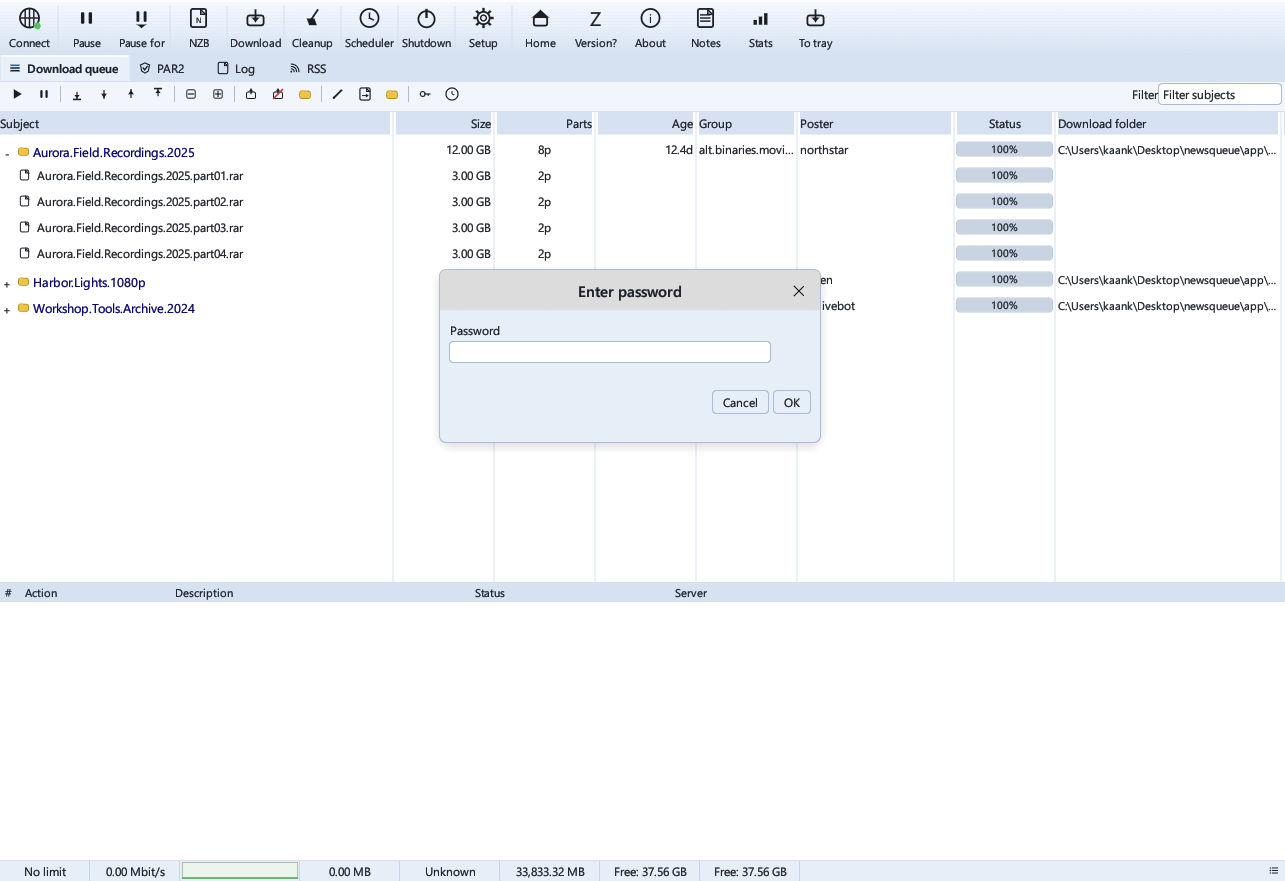 Connect Pause Pause for NZB Download Cleanup Scheduler Shutdown Setup Home Version? About Notes Stats To tray
Download queue PAR2 Log RSS
Filter Filter subjects
Subject Size Parts Age Group Poster Status Download folder
- Aurora.Field.Recordings.2025 12.00 GB 8p 12.4d alt.binaries.movi... northstar 100% C:\Users\kaank\Desktop\newsqueue\app\...
Aurora.Field.Recordings.2025.part01.rar 3.00 GB 2p 100%
Aurora.Field.Recordings.2025.part02.rar 3.00 GB 2p 100%
Aurora.Field.Recordings.2025.part03.rar 3.00 GB 2p 100%
Aurora.Field.Recordings.2025.part04.rar 3.00 GB 2p 100%
+ Harbor.Lights.1080p en 100% C:\Users\kaank\Desktop\newsqueue\app\...
+ Workshop.Tools.Archive.2024 ivebot 100% C:\Users\kaank\Desktop\newsqueue\app\...
Enter password
Password
Cancel OK
# Action Description Status Server
No limit 0.00 Mbit/s 0.00 MB Unknown 33,833.32 MB Free: 37.56 GB Free: 37.56 GB